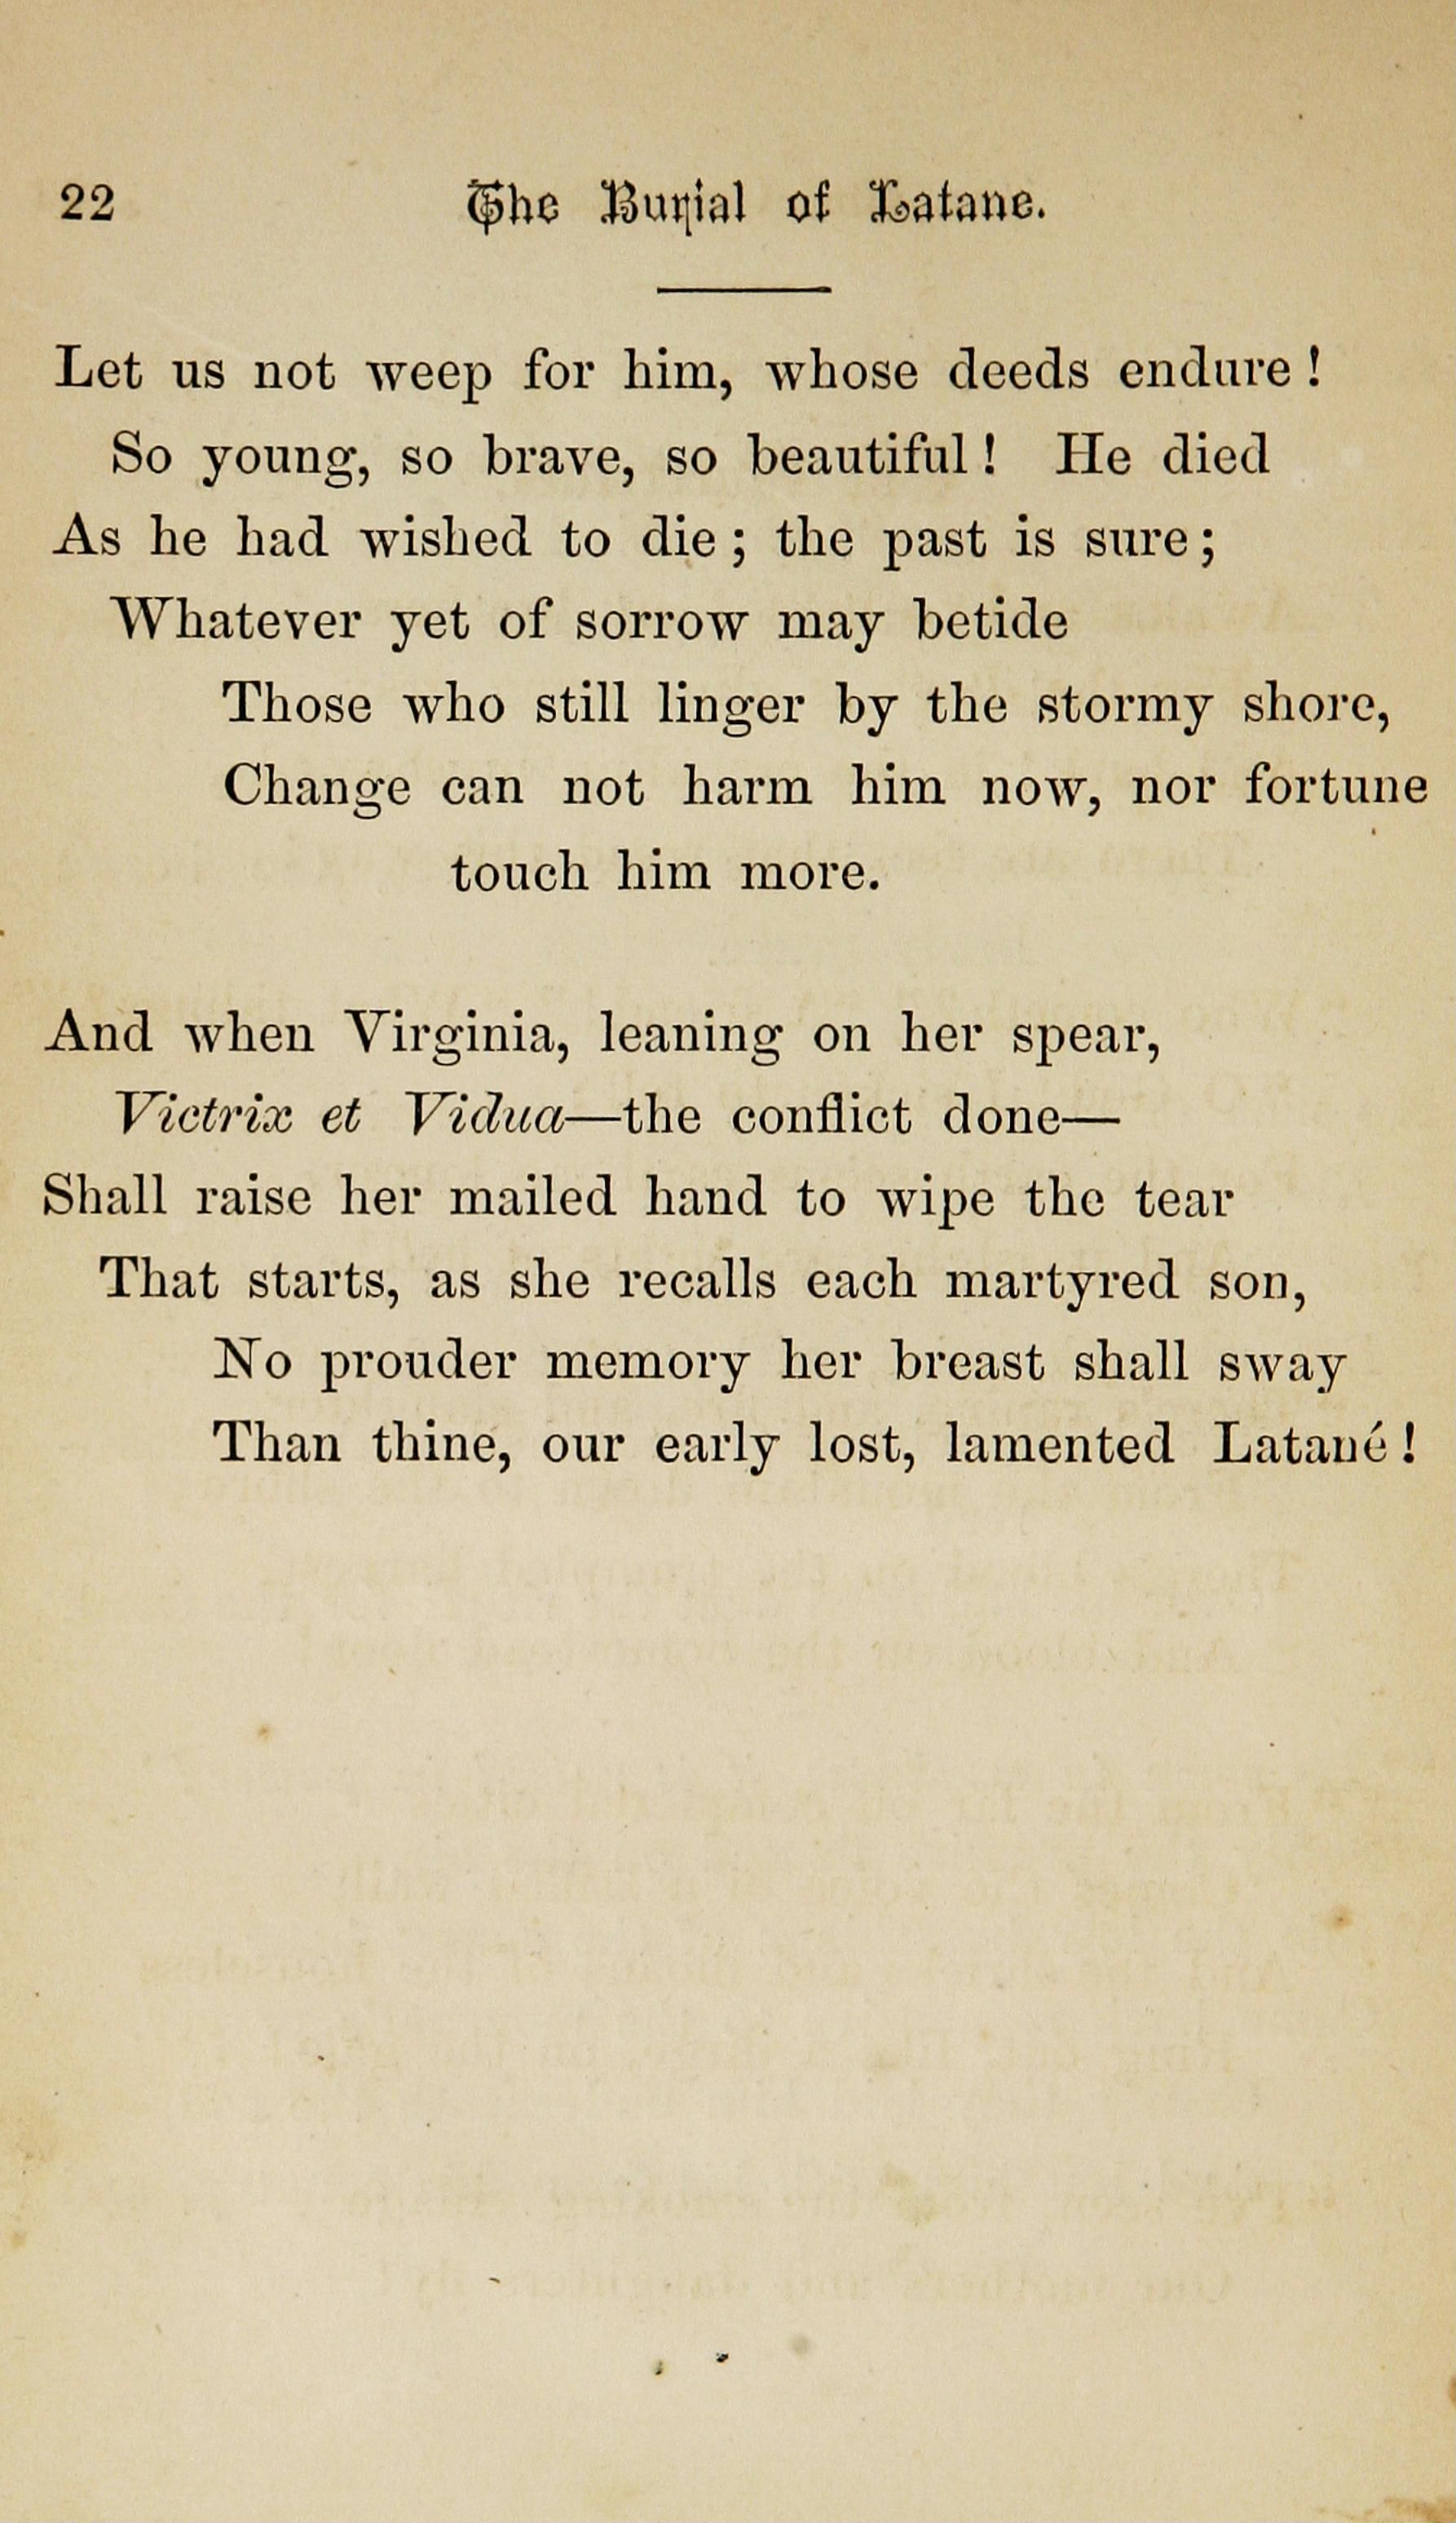 22 The Burial of Latane.
Let us not weep for him, whose deeds endure!
So young, so brave, so beautiful! He died
As he had wished to die; the past is sure;
Whatever yet of sorrow may betide
Those who still linger by the stormy shore,
Change can not harm him now, nor fortune
touch him more.
And when Virginia, leaning on her spear,
Victrix et Vidua—the conflict done—
Shall raise her mailed hand to wipe the tear
That starts, as she recalls each martyred son,
No prouder memory her breast shall sway
Than thine, our early lost, lamented Latané!